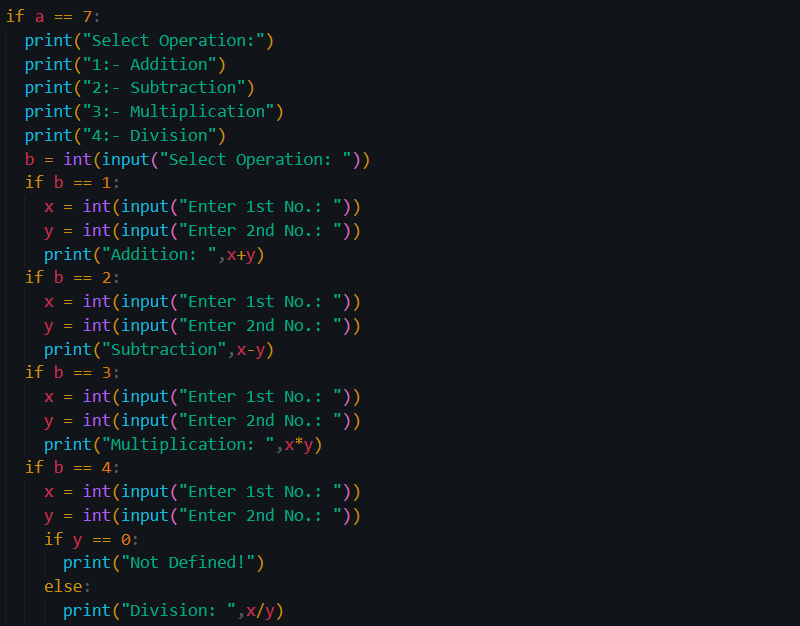 if a == 7:
  print("Select Operation:")
  print("1:- Addition")
  print("2:- Subtraction")
  print("3:- Multiplication")
  print("4:- Division")
  b = int(input("Select Operation: "))
  if b == 1:
    x = int(input("Enter 1st No.: "))
    y = int(input("Enter 2nd No.: "))
    print("Addition: ",x+y)
  if b == 2:
    x = int(input("Enter 1st No.: "))
    y = int(input("Enter 2nd No.: "))
    print("Subtraction",x-y)
  if b == 3:
    x = int(input("Enter 1st No.: "))
    y = int(input("Enter 2nd No.: "))
    print("Multiplication: ",x*y)
  if b == 4:
    x = int(input("Enter 1st No.: "))
    y = int(input("Enter 2nd No.: "))
    if y == 0:
      print("Not Defined!")
    else:
      print("Division: ",x/y)